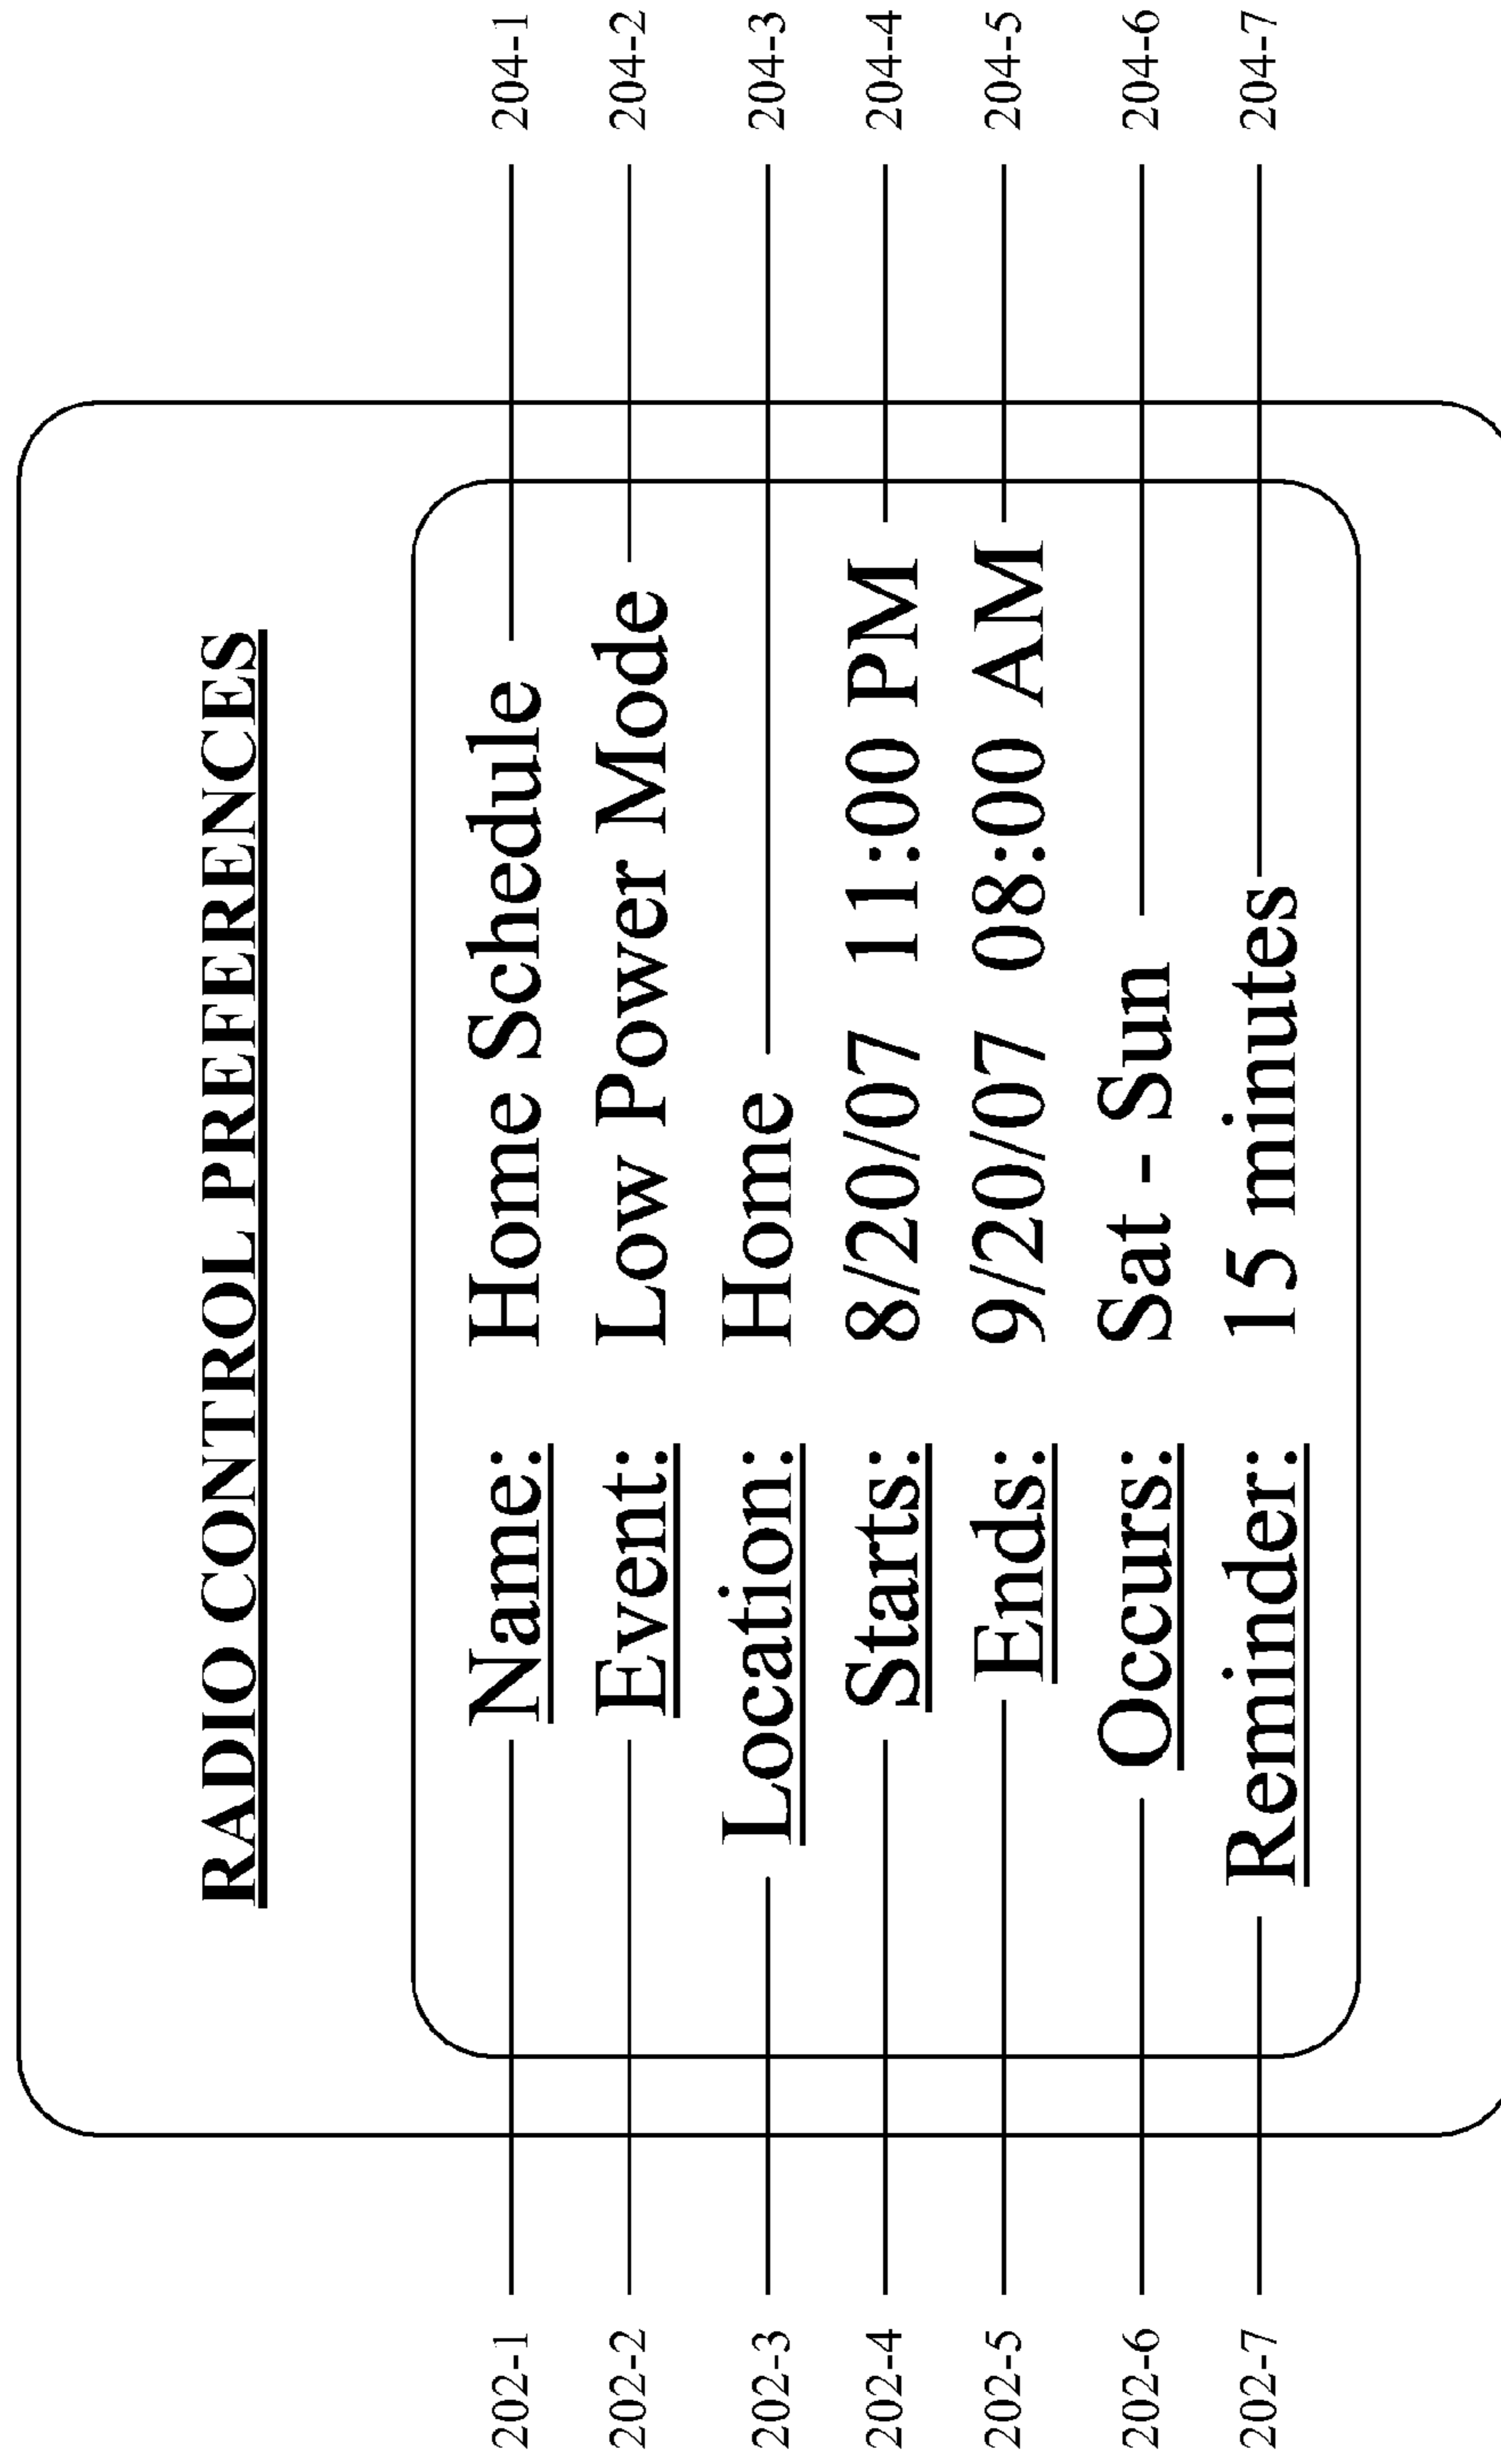 RADIO CONTROL PREFERENCES
202-1 Name: Home Schedule 204-1
202-2 Event: Low Power Mode 204-2
202-3 Location: Home 204-3
202-4 Starts: 8/20/07 11:00 PM 204-4
202-5 Ends: 9/20/07 08:00 AM 204-5
202-6 Occurs: Sat - Sun 204-6
202-7 Reminder: 15 minutes 204-7